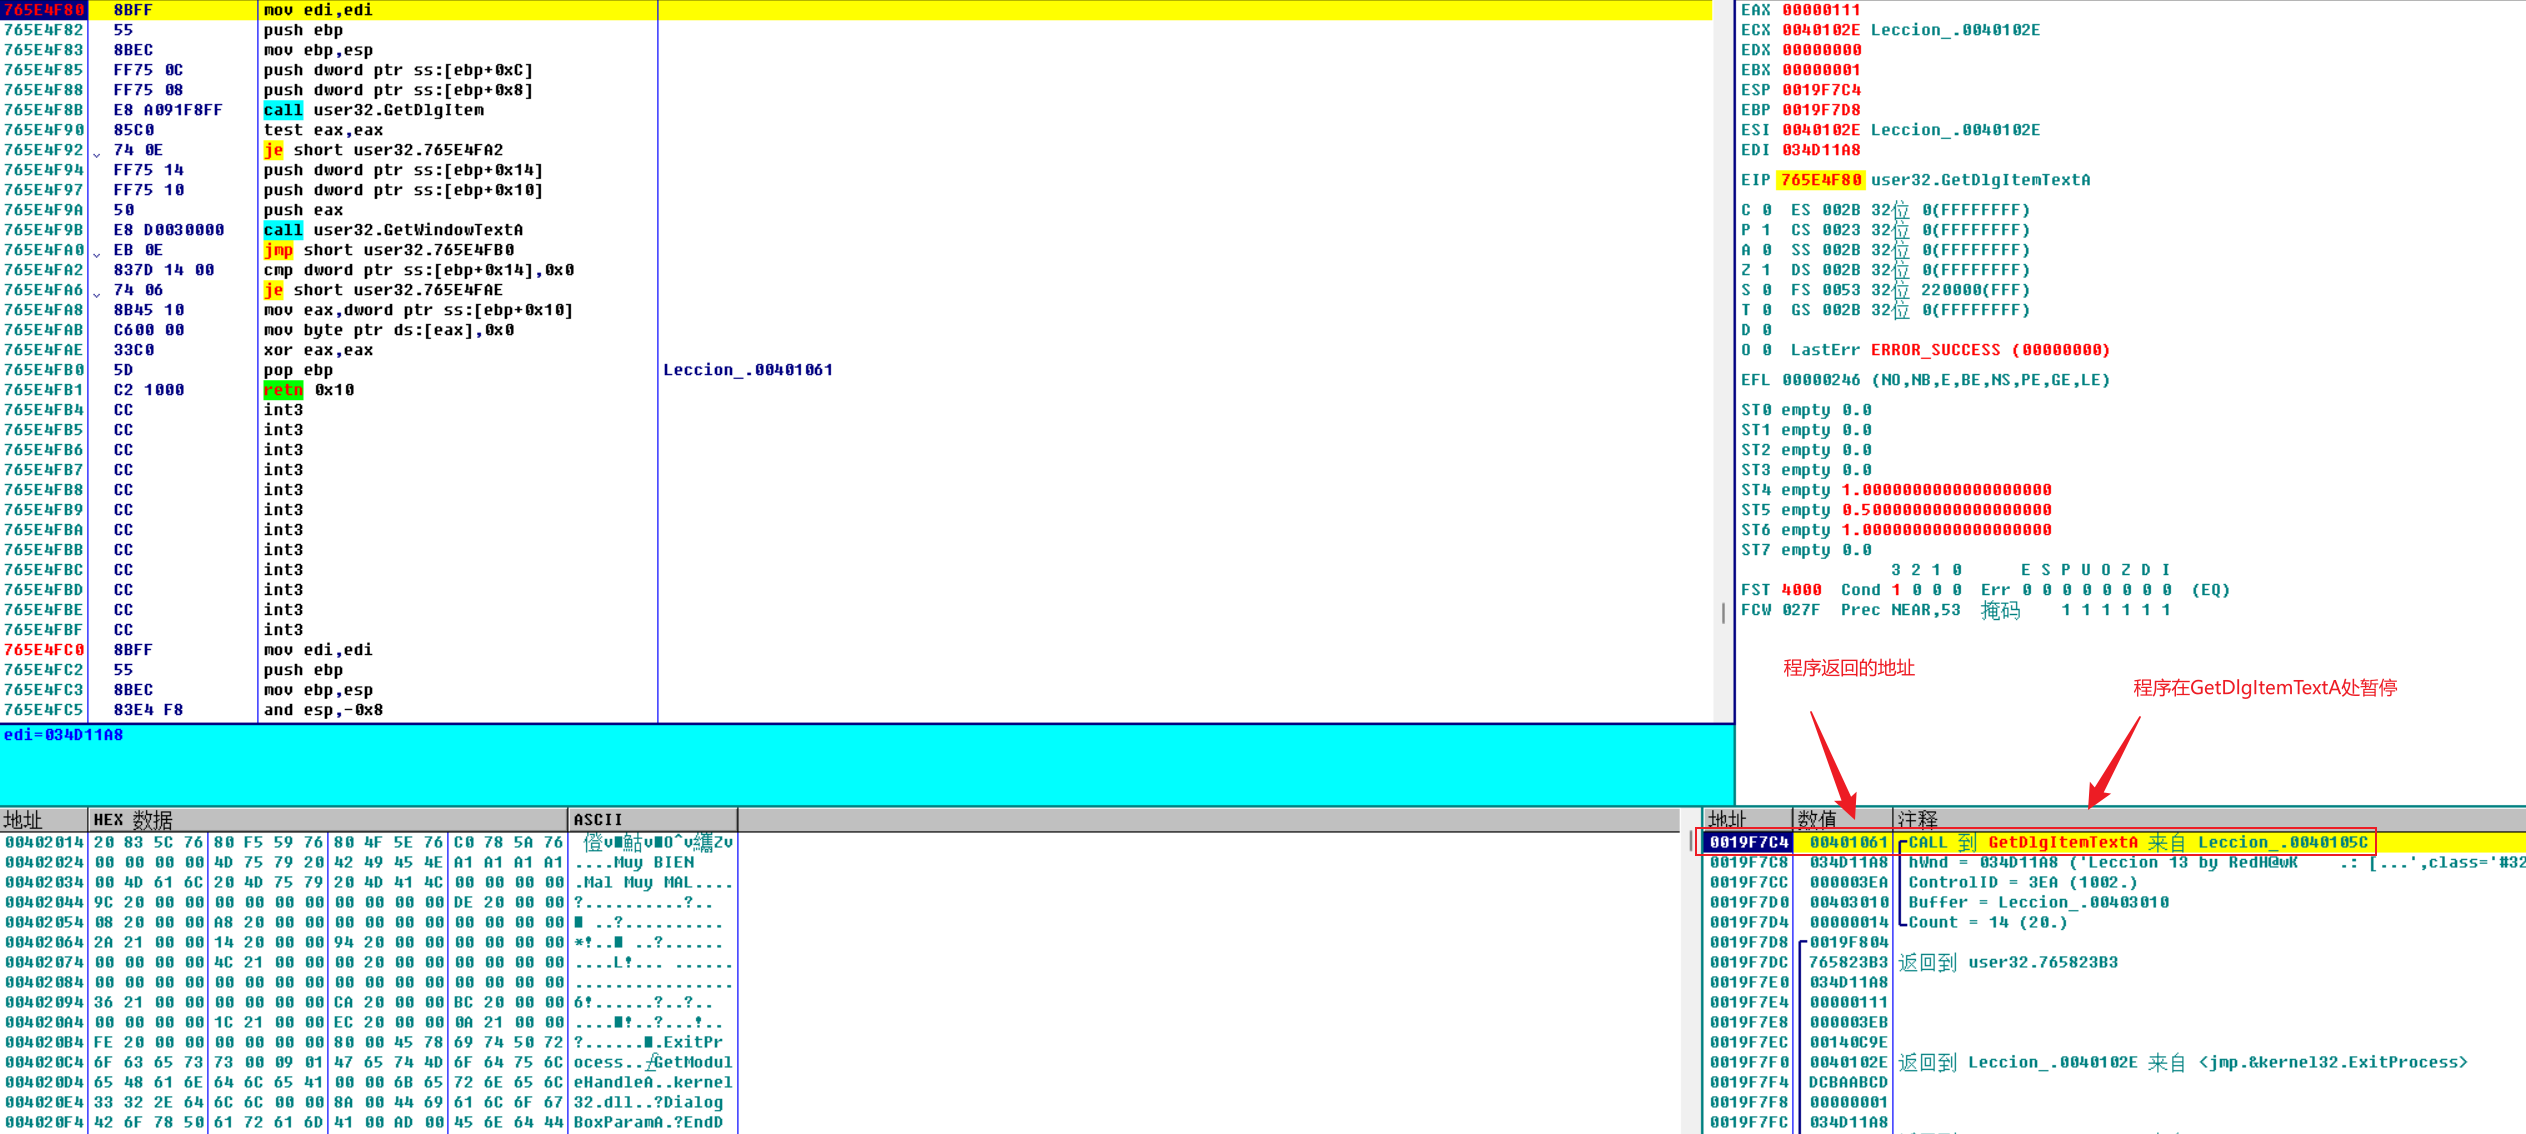 765E4F80 8BFF mov edi,edi
765E4F82 55 push ebp
765E4F83 8BEC mov ebp,esp
765E4F85 FF75 0C push dword ptr ss:[ebp+0xC]
765E4F88 FF75 08 push dword ptr ss:[ebp+0x8]
765E4F8B E8 A091F8FF call user32.GetDlgItem
765E4F90 85C0 test eax,eax
765E4F92 74 0E je short user32.765E4FA2
765E4F94 FF75 14 push dword ptr ss:[ebp+0x14]
765E4F97 FF75 10 push dword ptr ss:[ebp+0x10]
765E4F9A 50 push eax
765E4F9B E8 D0030000 call user32.GetWindowTextA
765E4FA0 EB 0E jmp short user32.765E4FB0
765E4FA2 837D 14 00 cmp dword ptr ss:[ebp+0x14],0x0
765E4FA6 74 06 je short user32.765E4FAE
765E4FA8 8B45 10 mov eax,dword ptr ss:[ebp+0x10]
765E4FAB C600 00 mov byte ptr ds:[eax],0x0
765E4FAE 33C0 xor eax,eax
765E4FB0 5D pop ebp Leccion_.00401061
765E4FB1 C2 1000 retn 0x10
765E4FB4 CC int3
765E4FB5 CC int3
765E4FB6 CC int3
765E4FB7 CC int3
765E4FB8 CC int3
765E4FB9 CC int3
765E4FBA CC int3
765E4FBB CC int3
765E4FBC CC int3
765E4FBD CC int3
765E4FBE CC int3
765E4FBF CC int3
765E4FC0 8BFF mov edi,edi
765E4FC2 55 push ebp
765E4FC3 8BEC mov ebp,esp
765E4FC5 83E4 F8 and esp,-0x8
edi=034D11A8
EAX 00000111
ECX 0040102E Leccion_.0040102E
EDX 00000000
EBX 00000001
ESP 0019F7C4
EBP 0019F7D8
ESI 0040102E Leccion_.0040102E
EDI 034D11A8
EIP 765E4F80 user32.GetDlgItemTextA
C 0 ES 002B 32位 0(FFFFFFFF)
P 1 CS 0023 32位 0(FFFFFFFF)
A 0 SS 002B 32位 0(FFFFFFFF)
Z 1 DS 002B 32位 0(FFFFFFFF)
S 0 FS 0053 32位 220000(FFF)
T 0 GS 002B 32位 0(FFFFFFFF)
D 0
O 0 LastErr ERROR_SUCCESS (00000000)
EFL 00000246 (NO,NB,E,BE,NS,PE,GE,LE)
ST0 empty 0.0
ST1 empty 0.0
ST2 empty 0.0
ST3 empty 0.0
ST4 empty 1.0000000000000000000
ST5 empty 0.5000000000000000000
ST6 empty 1.0000000000000000000
ST7 empty 0.0
3 2 1 0 E S P U O Z D I
FST 4000 Cond 1 0 0 0 Err 0 0 0 0 0 0 0 0 (EQ)
FCW 027F Prec NEAR,53 掩码 1 1 1 1 1 1
程序返回的地址
程序在GetDlgItemTextA处暂停
地址 HEX 数据 ASCII
00402014 20 83 5C 76 80 F5 59 76 80 4F 5E 76 C0 78 5A 76
00402024 00 00 00 00 4D 75 79 20 42 49 45 4E A1 A1 A1 A1 ....Muy BIEN
00402034 00 4D 61 6C 20 4D 75 79 20 4D 41 4C 00 00 00 00 .Mal Muy MAL....
00402044 9C 20 00 00 00 00 00 00 00 00 00 00 DE 20 00 00 ?..........?..
00402054 08 20 00 00 A8 20 00 00 00 00 00 00 00 00 00 00 ■ ..?..........
00402064 2A 21 00 00 14 20 00 00 94 20 00 00 00 00 00 00 *!..■ ..?......
00402074 00 00 00 00 4C 21 00 00 00 20 00 00 00 00 00 00 ....L!... ......
00402084 00 00 00 00 00 00 00 00 00 00 00 00 00 00 00 00 ................
00402094 36 21 00 00 00 00 00 00 CA 20 00 00 BC 20 00 00 6!......?..?..
004020A4 00 00 00 00 1C 21 00 00 EC 20 00 00 0A 21 00 00 ....■!..?...!..
004020B4 FE 20 00 00 00 00 00 00 80 00 45 78 69 74 50 72 ?......■.ExitPr
004020C4 6F 63 65 73 73 00 09 01 47 65 74 4D 6F 64 75 6C ocess..GetModul
004020D4 65 48 61 6E 64 6C 65 41 00 00 6B 65 72 6E 65 6C eHandleA..kernel
004020E4 33 32 2E 64 6C 6C 00 00 8A 00 44 69 61 6C 6F 67 32.dll..?Dialog
004020F4 42 6F 78 50 61 72 61 6D 41 00 AD 00 45 6E 64 44 BoxParamA.?EndD
地址 数值 注释
0019F7C4 00401061 CALL 到 GetDlgItemTextA 来自 Leccion_.0040105C
0019F7C8 034D11A8 hWnd = 034D11A8 ('Leccion 13 by RedH@wK .: [...',class='#32
0019F7CC 000003EA ControlID = 3EA (1002.)
0019F7D0 00403010 Buffer = Leccion_.00403010
0019F7D4 00000014 Count = 14 (20.)
0019F7D8 0019F804
0019F7DC 765823B3 返回到 user32.765823B3
0019F7E0 034D11A8
0019F7E4 00000111
0019F7E8 000003EB
0019F7EC 00140C9E
0019F7F0 0040102E 返回到 Leccion_.0040102E 来自 <jmp.&kernel32.ExitProcess>
0019F7F4 DCBAABCD
0019F7F8 00000001
0019F7FC 034D11A8